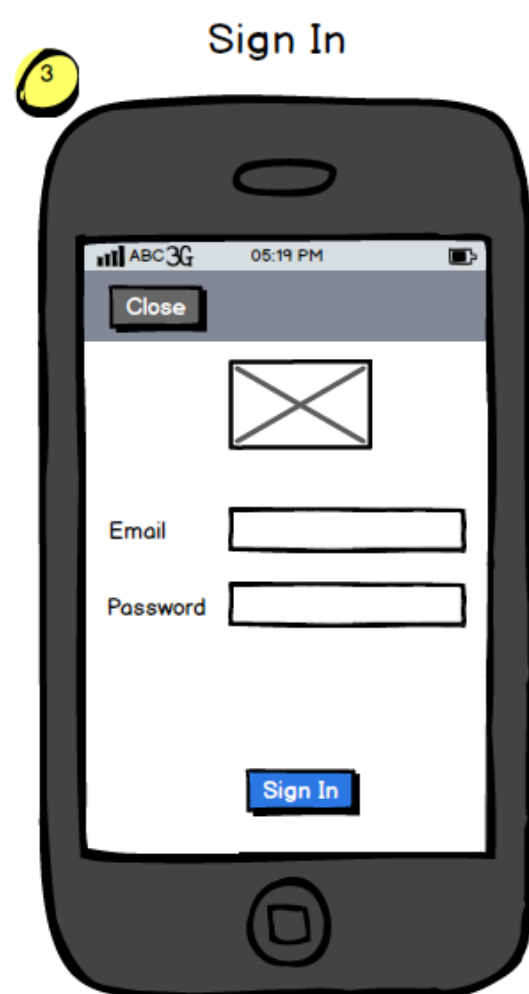 Sign In
3
ABC 3G 05:19 PM
Close
Email
Password
Sign In